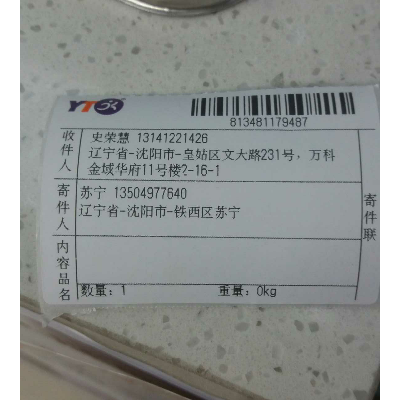 YTO
813481179487
收件人
史荣慧 13141221426
辽宁省-沈阳市-皇姑区文大路231号，万科
金域华府11号楼2-16-1
寄件人
苏宁 13504977640
辽宁省-沈阳市-铁西区苏宁
寄件联
内容品名
数量：1 重量：0kg